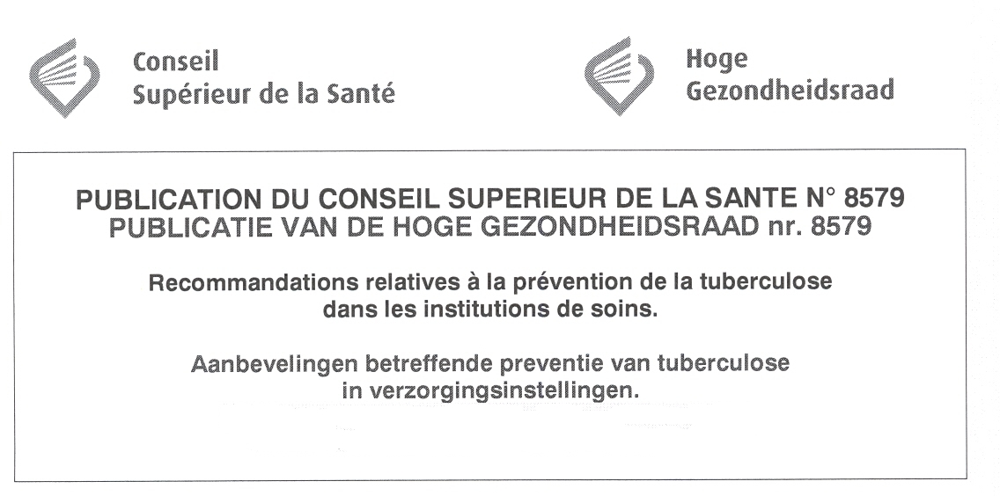 Conseil
Supérieur de la Santé
Hoge
Gezondheidsraad
PUBLICATION DU CONSEIL SUPERIEUR DE LA SANTE N° 8579
PUBLICATIE VAN DE HOGE GEZONDHEIDSRAAD nr. 8579
Recommandations relatives à la prévention de la tuberculose
dans les institutions de soins.
Aanbevelingen betreffende preventie van tuberculose
in verzorgingsinstellingen.